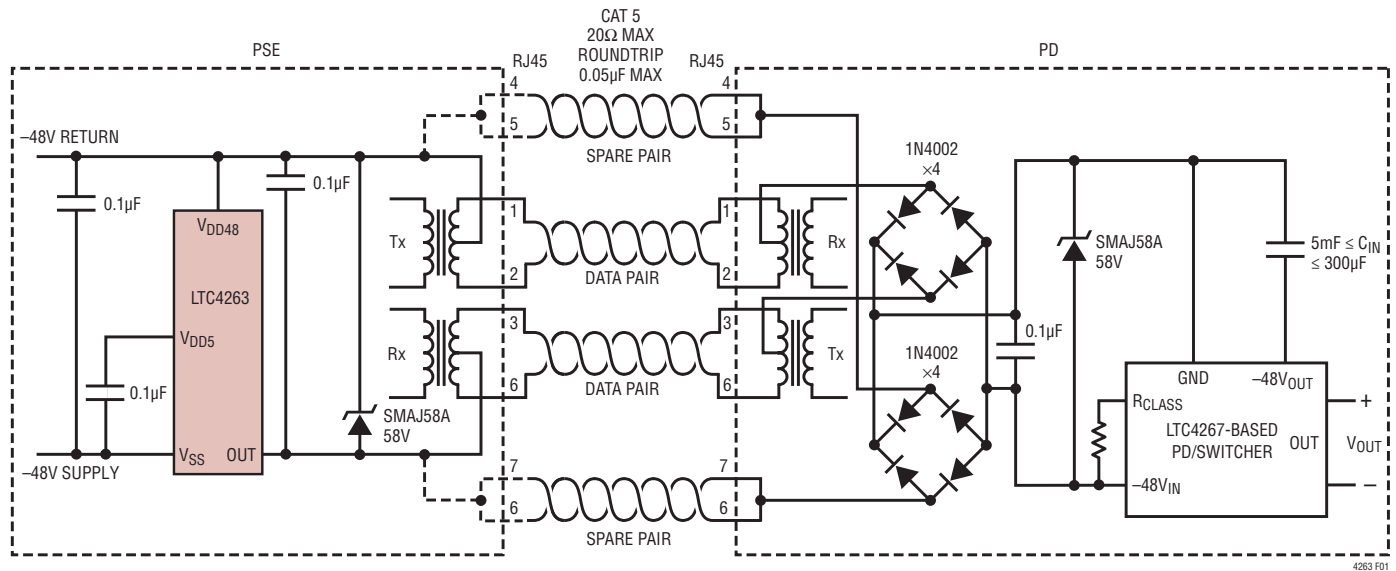 CAT 5
20Ω MAX
ROUNDTRIP
0.05µF MAX
PSE
PD
RJ45
RJ45
4
4
5
5
SPARE PAIR
–48V RETURN
0.1µF
0.1µF
VDD48
LTC4263
VDD5
0.1µF
VSS
OUT
–48V SUPPLY
SMAJ58A
58V
Tx
1
1
Rx
2
2
DATA PAIR
Rx
3
3
Tx
6
6
DATA PAIR
7
7
6
6
SPARE PAIR
1N4002
×4
1N4002
×4
0.1µF
SMAJ58A
58V
5mF ≤ CIN
≤ 300µF
GND
–48VOUT
RCLASS
LTC4267-BASED
PD/SWITCHER
OUT
–48VIN
+
VOUT
–
4263 F01